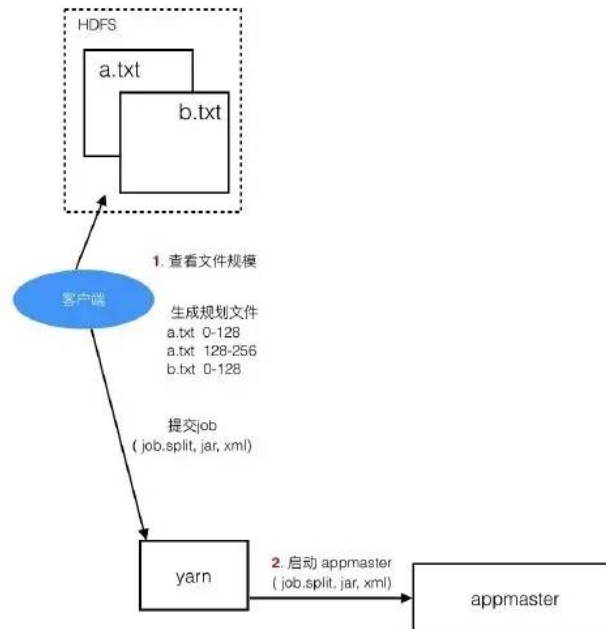 HDFS
a.txt
b.txt
1. 查看文件规模
客户端
生成规划文件
a.txt 0-128
a.txt 128-256
b.txt 0-128
提交job
( job.split, jar, xml)
yarn
2. 启动 appmaster
( job.split, jar, xml)
appmaster